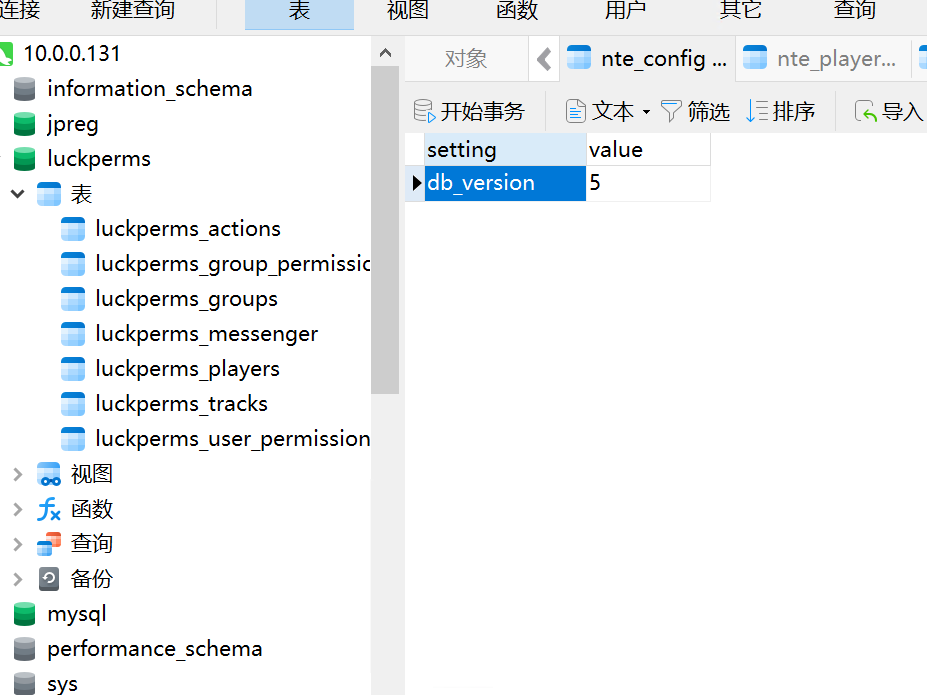 连接 新建查询 表 视图 函数 用户 其它 查询
10.0.0.131
information_schema
jpreg
luckperms
表
luckperms_actions
luckperms_group_permissic
luckperms_groups
luckperms_messenger
luckperms_players
luckperms_tracks
luckperms_user_permission
视图
函数
查询
备份
mysql
performance_schema
sys
对象 nte_config ... nte_player...
开始事务 文本 筛选 排序 导入
setting value
db_version 5